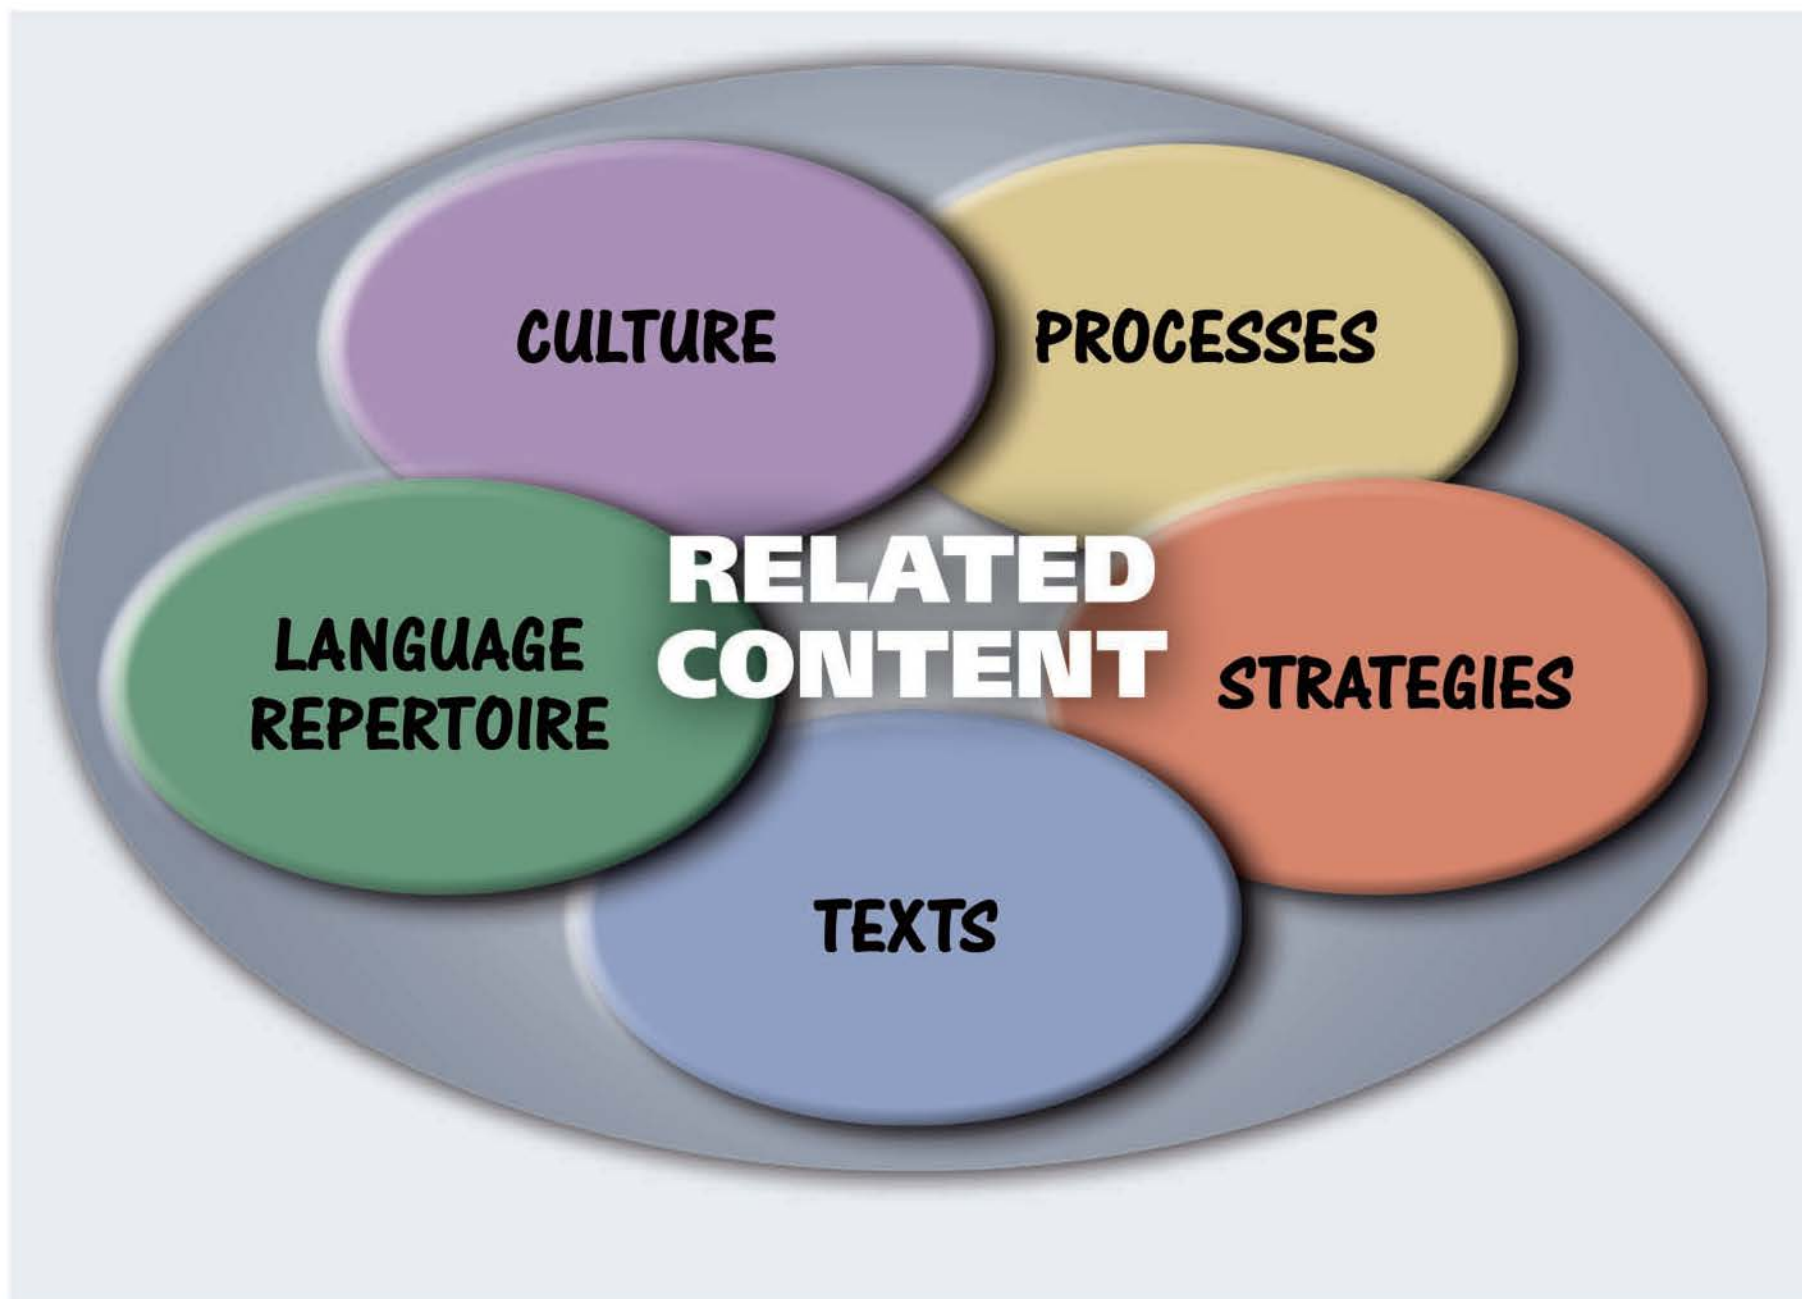 CULTURE
PROCESSES
RELATED
CONTENT
LANGUAGE
REPERTOIRE
STRATEGIES
TEXTS